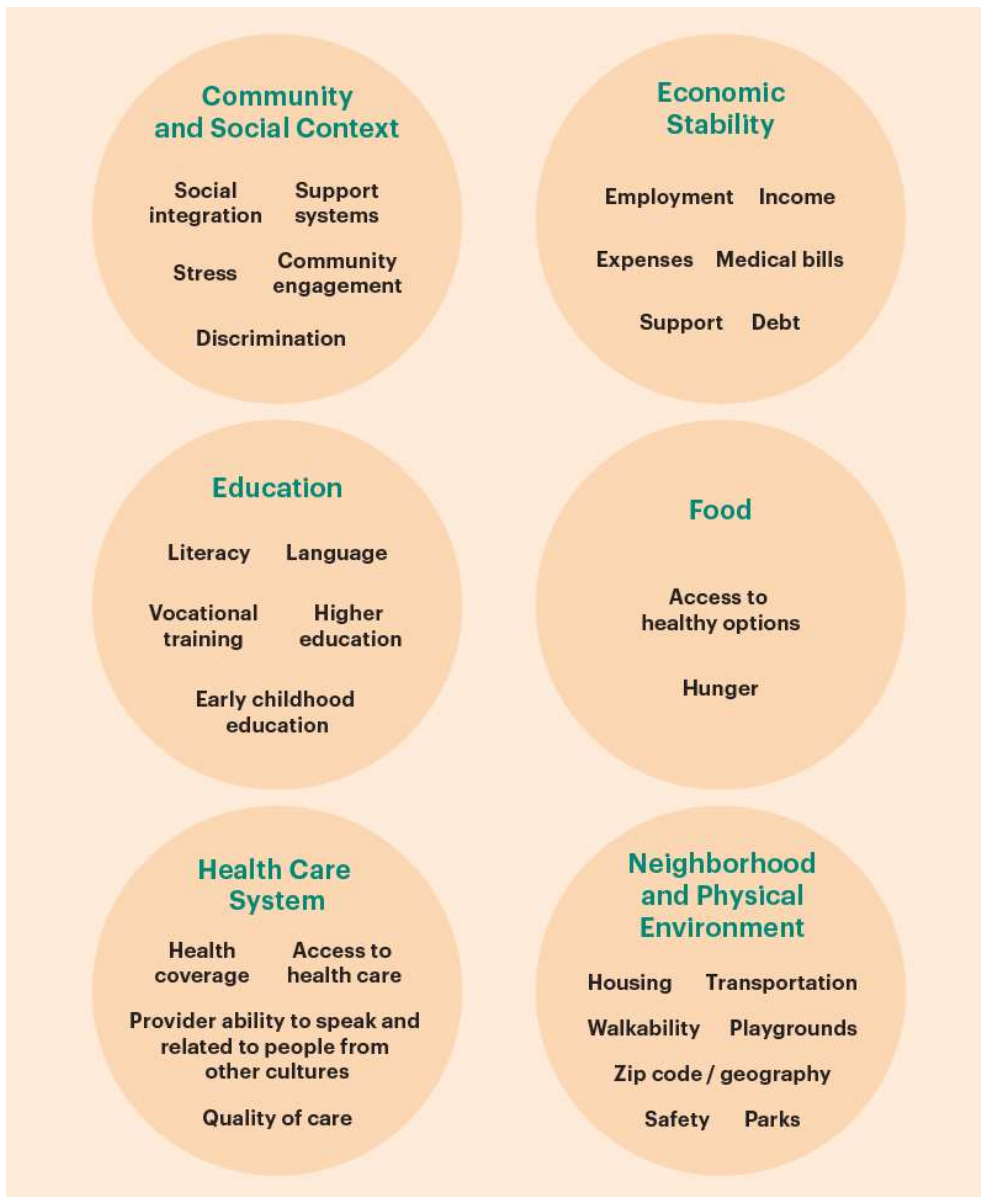 Community
and Social Context
Social
integration
Support
systems
Stress
Community
engagement
Discrimination
Economic
Stability
Employment Income
Expenses Medical bills
Support Debt
Education
Literacy Language
Vocational
training
Higher
education
Early childhood
education
Food
Access to
healthy options
Hunger
Health Care
System
Health
coverage
Access to
health care
Provider ability to speak and
related to people from
other cultures
Quality of care
Neighborhood
and Physical
Environment
Housing Transportation
Walkability Playgrounds
Zip code / geography
Safety Parks